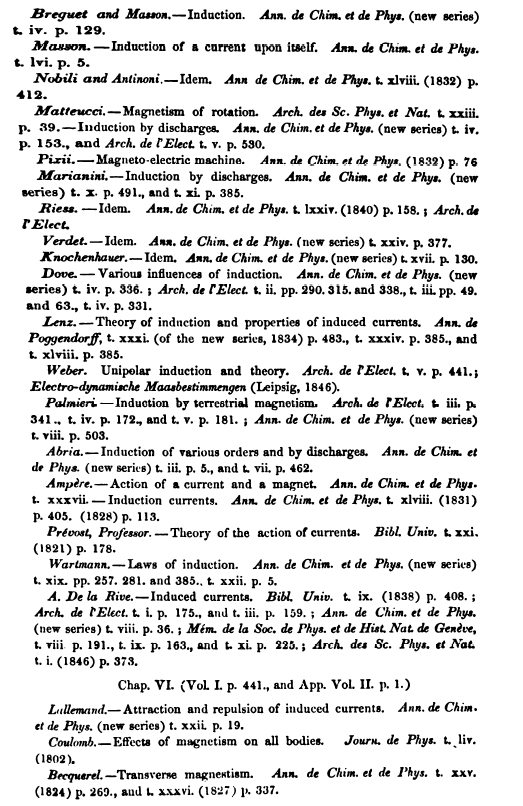 Breguet and Masson.—Induction. Ann. de Chim. et de Phys. (new series)
t. iv. p. 129.
Masson.—Induction of a current upon itself. Ann. de Chim. et de Phys.
t. lvi. p. 5.
Nobili and Antinoni.—Idem. Ann de Chim. et de Phys. t. xlviii. (1832) p.
412.
Matteucci.—Magnetism of rotation. Arch. des Sc. Phys. et Nat. t. xxiii.
p. 39.—Induction by discharges. Ann. de Chim. et de Phys. (new series) t. iv.
p. 153., and Arch. de l'Elect. t. v. p. 530.
Pixii.—Magneto-electric machine. Ann. de Chim. et de Phys. (1832) p. 76
Marianini.—Induction by discharges. Ann. de Chim. et de Phys. (new
series) t. x. p. 491., and t. xi. p. 385.
Riess.—Idem. Ann. de Chim. et de Phys. t. lxxiv. (1840) p. 158. ; Arch. de
l'Elect.
Verdet.—Idem. Ann. de Chim. et de Phys. (new series) t. xxiv. p. 377.
Knochenhauer.—Idem. Ann. de Chim. et de Phys. (new series) t. xvii. p. 130.
Dove.—Various influences of induction. Ann. de Chim. et de Phys. (new
series) t. iv. p. 336. ; Arch. de l'Elect. t. ii. pp. 290. 315. and 338., t. iii. pp. 49.
and 63., t. iv. p. 331.
Lenz.—Theory of induction and properties of induced currents. Ann. de
Poggendorff, t. xxxi. (of the new series, 1834) p. 483., t. xxxiv. p. 385., and
t. xlviii. p. 385.
Weber. Unipolar induction and theory. Arch. de l'Elect. t. v. p. 441.;
Electro-dynamische Maasbestimmengen (Leipsig, 1846).
Palmieri.—Induction by terrestrial magnetism. Arch. de l'Elect. t. iii. p.
341., t. iv. p. 172., and t. v. p. 181. ; Ann. de Chim. et de Phys. (new series)
t. viii. p. 503.
Abria.—Induction of various orders and by discharges. Ann. de Chim. et
de Phys. (new series) t. iii. p. 5., and t. vii. p. 462.
Ampère.—Action of a current and a magnet. Ann. de Chim. et de Phys.
t. xxxvii.—Induction currents. Ann. de Chim. et de Phys. t. xlviii. (1831)
p. 405. (1828) p. 113.
Prévost, Professor.—Theory of the action of currents. Bibl. Univ. t. xxi.
(1821) p. 178.
Wartmann.—Laws of induction. Ann. de Chim. et de Phys. (new series)
t. xix. pp. 257. 281. and 385., t. xxii. p. 5.
A. De la Rive.—Induced currents. Bibl. Univ. t. ix. (1838) p. 408. ;
Arch. de l'Elect. t. i. p. 175., and t. iii. p. 159. ; Ann. de Chim. et de Phys.
(new series) t. viii. p. 36. ; Mém. de la Soc. de Phys. et de Hist. Nat. de Genève,
t. viii p. 191., t. ix. p. 163., and t. xi. p. 225. ; Arch. des Sc. Phys. et Nat.
t. i. (1846) p. 373.
Chap. VI. (Vol. I. p. 441., and App. Vol. II. p. 1.)
Lallemand.—Attraction and repulsion of induced currents. Ann. de Chim.
et de Phys. (new series) t. xxii. p. 19.
Coulomb.—Effects of magnetism on all bodies. Journ. de Phys. t. liv.
(1802).
Becquerel.—Transverse magnetism. Ann. de Chim. et de Phys. t. xxv.
(1824) p. 269., and t. xxxvi. (1827) p. 337.